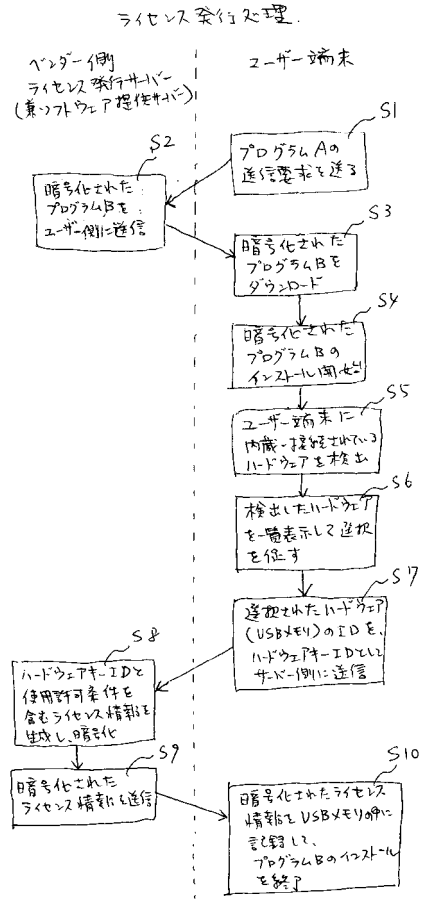 ライセンス発行処理
ベンダー側
ライセンス発行サーバー
(兼ソフトウェア提供サーバー)
ユーザー端末
S1
プログラムAの
送信要求を送る
S2
暗号化された
プログラムBを
ユーザー側に送信
S3
暗号化された
プログラムBを
ダウンロード
S4
暗号化された
プログラムBの
インストール開始
S5
ユーザー端末に
内蔵・接続されている
ハードウェアを検出
S6
検出したハードウェア
を一覧表示して選択
を促す
S7
選択されたハードウェア
(USBメモリ)のIDを、
ハードウェアキーIDとして
サーバー側に送信
S8
ハードウェアキーIDと
使用許可条件を
含むライセンス情報を
生成し、暗号化
S9
暗号化された
ライセンス情報を送信
S10
暗号化されたライセンス
情報をUSBメモリの中に
記録して、
プログラムBのインストール
を終了